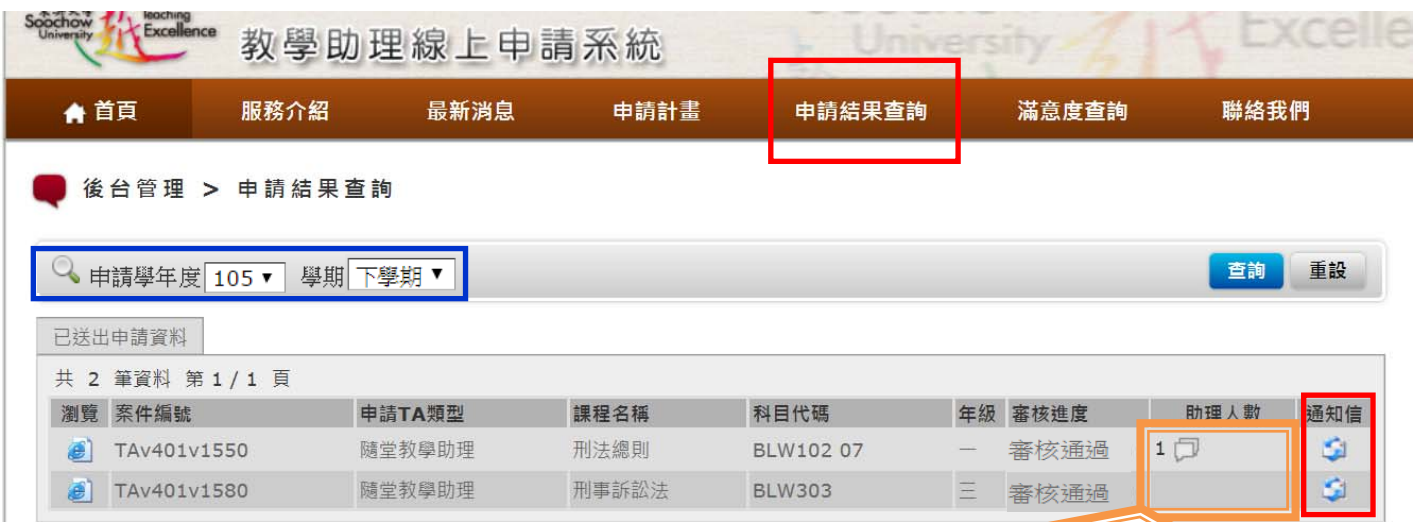 Soochow University Teaching Excellence
教學助理線上申請系統
University Excelle
首頁 服務介紹 最新消息 申請計畫 申請結果查詢 滿意度查詢 聯絡我們
後台管理 > 申請結果查詢
申請學年度 105 ▼ 學期 下學期 ▼ 查詢 重設
已送出申請資料
共 2 筆資料 第 1 / 1 頁
瀏覽 案件編號 申請TA類型 課程名稱 科目代碼 年級 審核進度 助理人數 通知信
TAv401v1550 隨堂教學助理 刑法總則 BLW102 07 一 審核通過 1
TAv401v1580 隨堂教學助理 刑事訴訟法 BLW303 三 審核通過